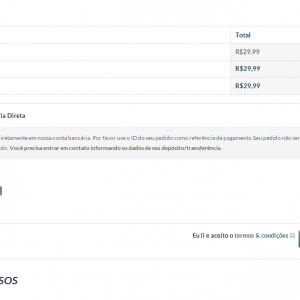 Total
R$29,99
R$29,99
R$29,99
ia Direta
iretamente em nossa conta bancária. Por favor use o ID do seu pedido como referência de pagamento. Seu pedido não ser
do. Você precisa entrar em contato informando os dados de seu depósito/transferência.
Eu li e aceito o termos & condições
SOS